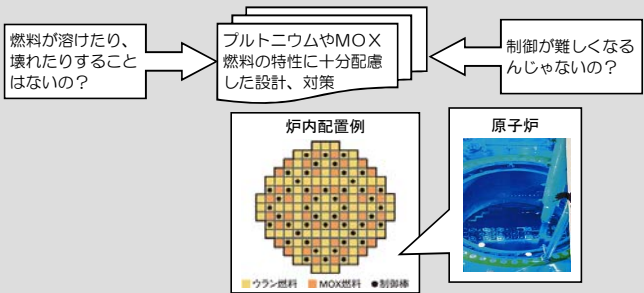 燃料が溶けたり、
壊れたりすること
はないの？
プルトニウムやＭＯＸ
燃料の特性に十分配慮
した設計、対策
制御が難しくなる
んじゃないの？
炉内配置例
原子炉
ウラン燃料 MOX燃料 ●制御棒